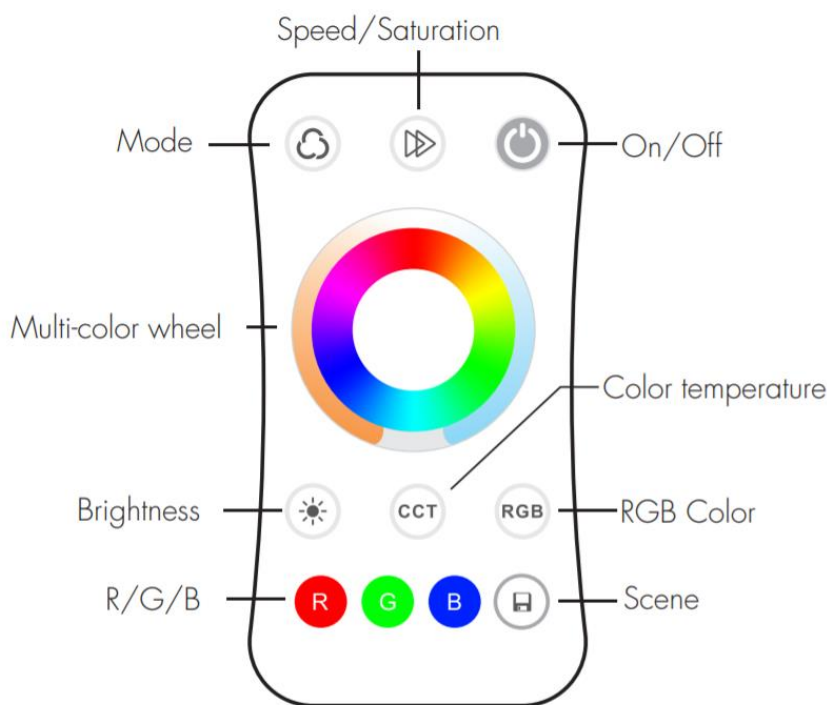 Speed/Saturation
Mode
On/Off
Multi-color wheel
Color temperature
Brightness
CCT
RGB
RGB Color
R/G/B
R
G
B
Scene